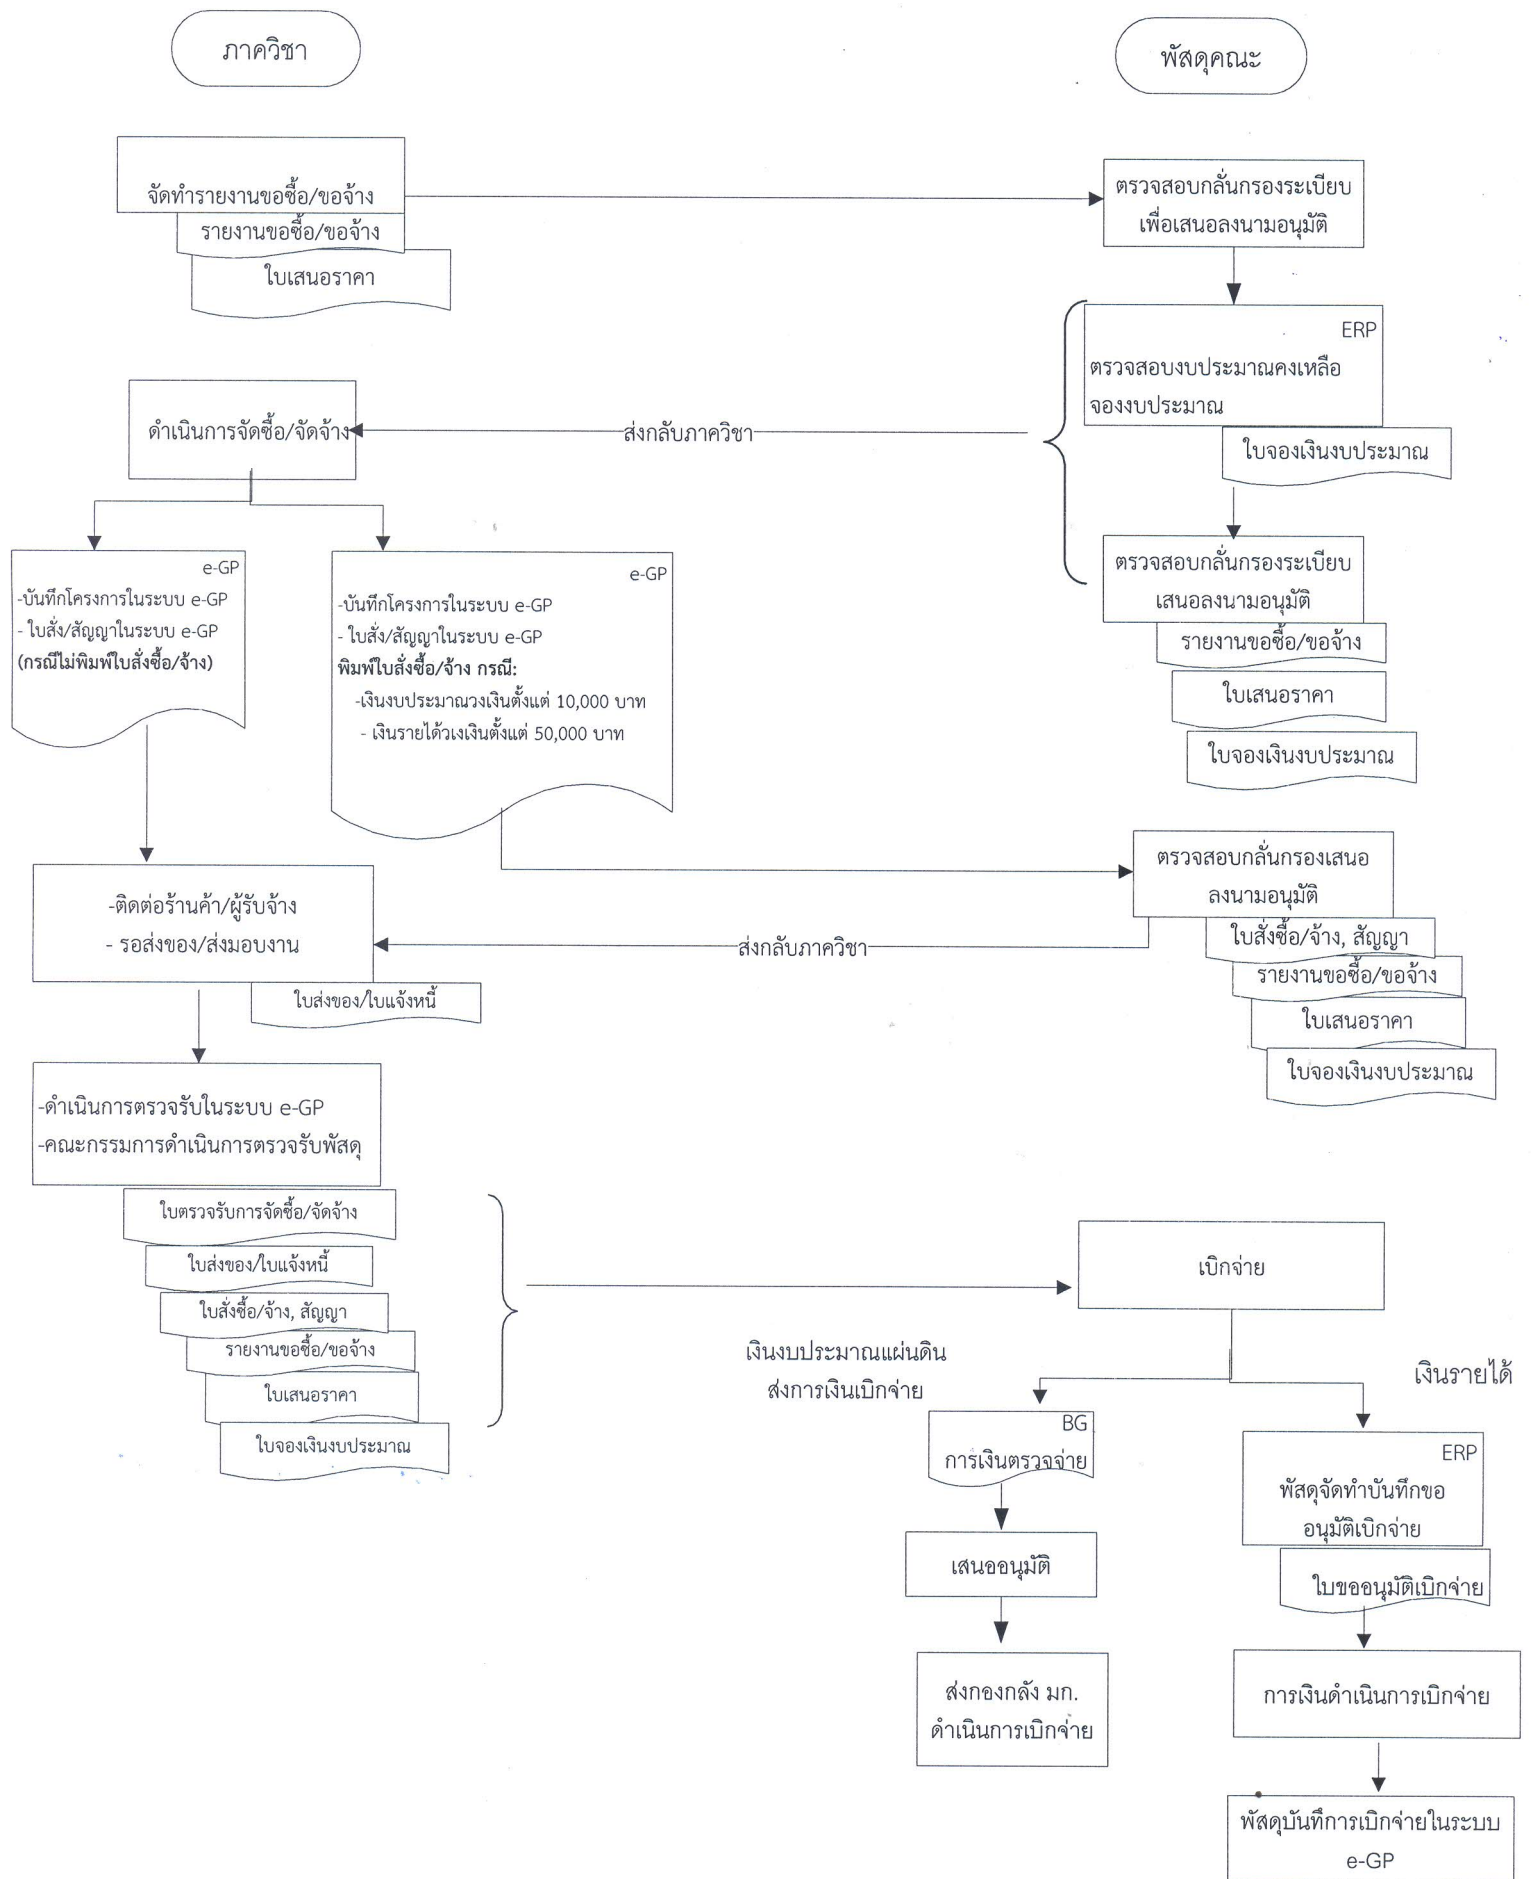 ภาควิชา
พัสดุคณะ
จัดทำรายงานขอซื้อ/ขอจ้าง
รายงานขอซื้อ/ขอจ้าง
ใบเสนอราคา
ตรวจสอบกลั่นกรองระเบียบ
เพื่อเสนอลงนามอนุมัติ
ERP
ตรวจสอบงบประมาณคงเหลือ
จองงบประมาณ
ใบจองเงินงบประมาณ
ส่งกลับภาควิชา
ดำเนินการจัดซื้อ/จัดจ้าง
ตรวจสอบกลั่นกรองระเบียบ
เสนอลงนามอนุมัติ
รายงานขอซื้อ/ขอจ้าง
ใบเสนอราคา
ใบจองเงินงบประมาณ
e-GP
-บันทึกโครงการในระบบ e-GP
- ใบสั่ง/สัญญาในระบบ e-GP
(กรณีไม่พิมพ์ใบสั่งซื้อ/จ้าง)
e-GP
-บันทึกโครงการในระบบ e-GP
- ใบสั่ง/สัญญาในระบบ e-GP
พิมพ์ใบสั่งซื้อ/จ้าง กรณี:
-เงินงบประมาณวงเงินตั้งแต่ 10,000 บาท
- เงินรายได้วเงเงินตั้งแต่ 50,000 บาท
ตรวจสอบกลั่นกรองเสนอ
ลงนามอนุมัติ
ใบสั่งซื้อ/จ้าง, สัญญา
รายงานขอซื้อ/ขอจ้าง
ใบเสนอราคา
ใบจองเงินงบประมาณ
-ติดต่อร้านค้า/ผู้รับจ้าง
- รอส่งของ/ส่งมอบงาน
ส่งกลับภาควิชา
ใบส่งของ/ใบแจ้งหนี้
-ดำเนินการตรวจรับในระบบ e-GP
-คณะกรรมการดำเนินการตรวจรับพัสดุ
ใบตรวจรับการจัดซื้อ/จัดจ้าง
ใบส่งของ/ใบแจ้งหนี้
ใบสั่งซื้อ/จ้าง, สัญญา
รายงานขอซื้อ/ขอจ้าง
ใบเสนอราคา
ใบจองเงินงบประมาณ
เบิกจ่าย
เงินงบประมาณแผ่นดิน
ส่งการเงินเบิกจ่าย
เงินรายได้
BG
การเงินตรวจจ่าย
เสนออนุมัติ
ส่งกองกลัง มก.
ดำเนินการเบิกจ่าย
ERP
พัสดุจัดทำบันทึกขอ
อนุมัติเบิกจ่าย
ใบขออนุมัติเบิกจ่าย
การเงินดำเนินการเบิกจ่าย
พัสดุบันทึการเบิกจ่ายในระบบ
e-GP